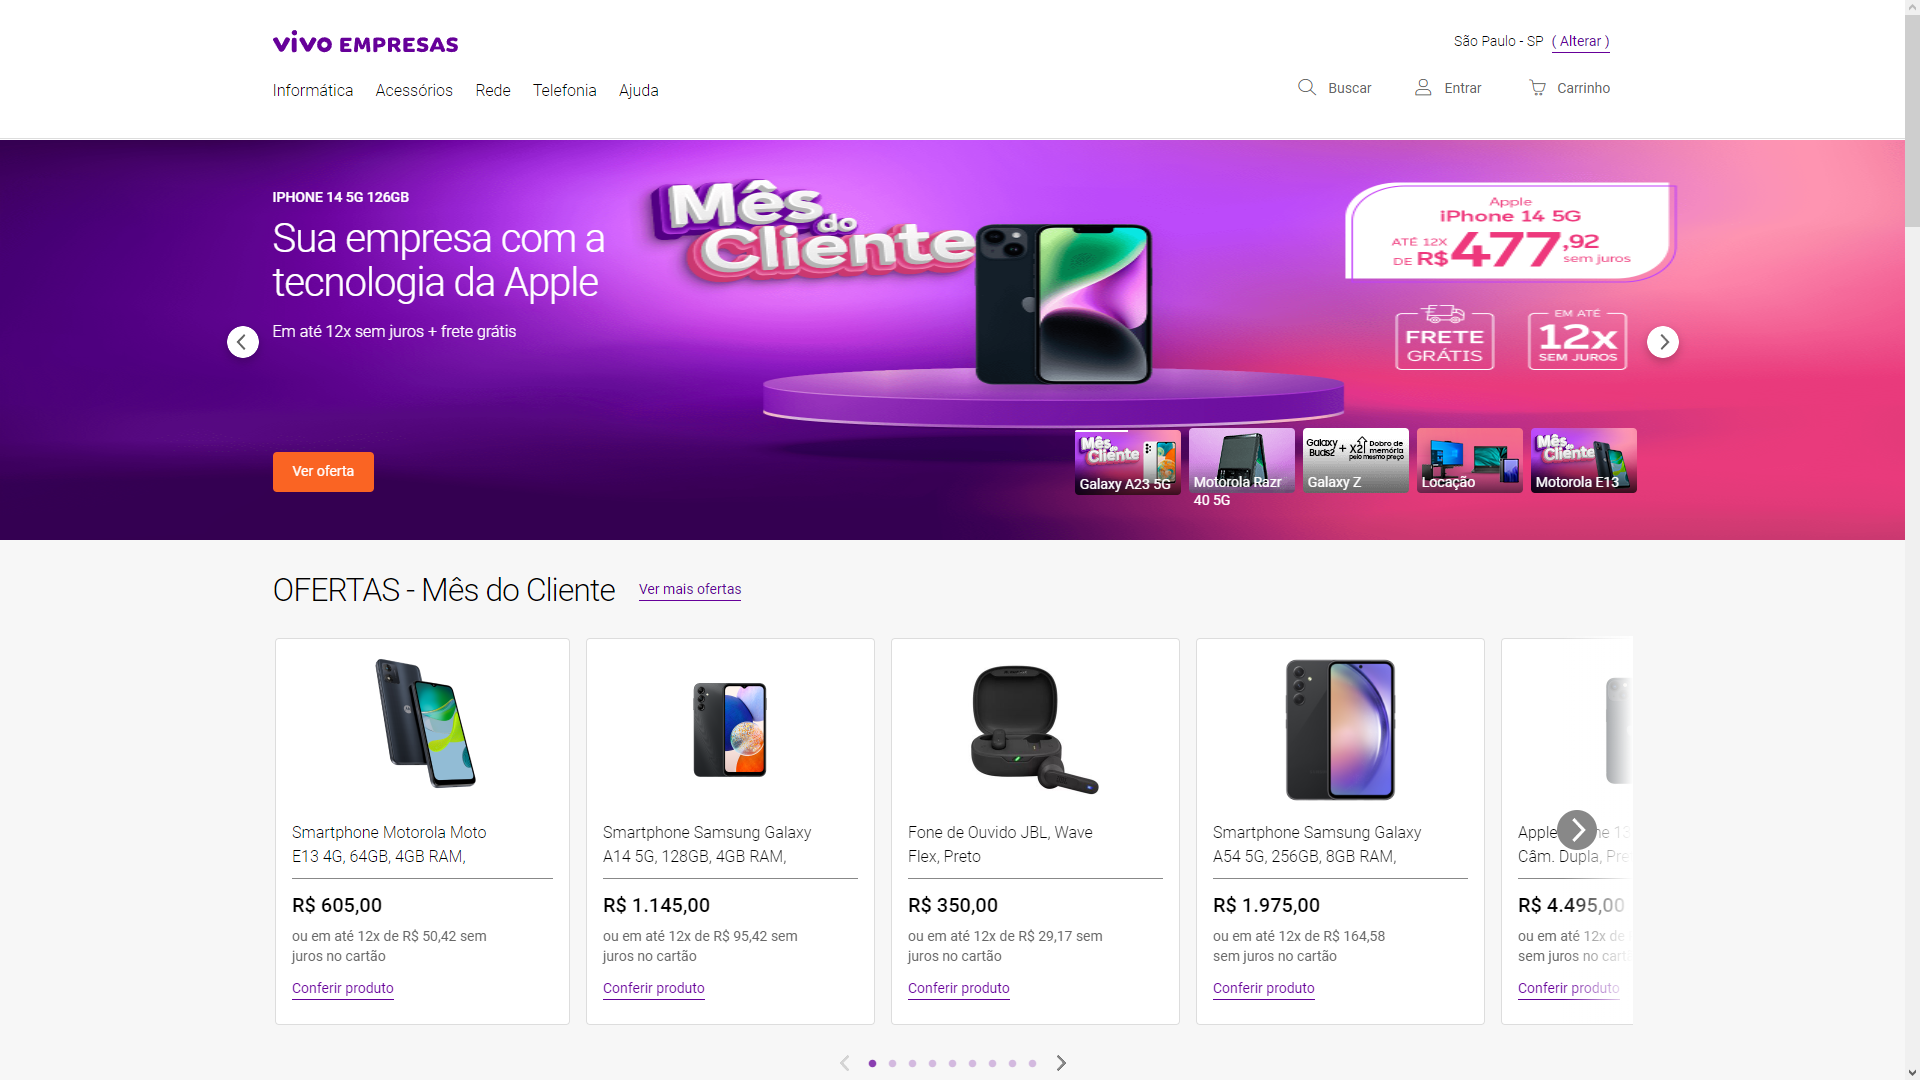 vivo EMPRESAS
São Paulo - SP ( Alterar )
Informática Acessórios Rede Telefonia Ajuda
Buscar Entrar Carrinho
IPHONE 14 5G 126GB
Sua empresa com a
tecnologia da Apple
Em até 12x sem juros + frete grátis
Ver oferta
Mês do
Cliente
Apple
iPhone 14 5G
ATÉ 12X
DE R$477,92
sem juros
FRETE
GRÁTIS
EM ATÉ
12x
SEM JUROS
Mês do
Cliente
Galaxy A23 5G
Motorola Razr
40 5G
Galaxy
Buds2 + X2 Dobro de
memória
pelo mesmo preço
Galaxy Z
Locação
Mês do
Cliente
Motorola E13
OFERTAS - Mês do Cliente Ver mais ofertas
Smartphone Motorola Moto
E13 4G, 64GB, 4GB RAM,
R$ 605,00
ou em até 12x de R$ 50,42 sem
juros no cartão
Conferir produto
Smartphone Samsung Galaxy
A14 5G, 128GB, 4GB RAM,
R$ 1.145,00
ou em até 12x de R$ 95,42 sem
juros no cartão
Conferir produto
Fone de Ouvido JBL, Wave
Flex, Preto
R$ 350,00
ou em até 12x de R$ 29,17 sem
juros no cartão
Conferir produto
Smartphone Samsung Galaxy
A54 5G, 256GB, 8GB RAM,
R$ 1.975,00
ou em até 12x de R$ 164,58
sem juros no cartão
Conferir produto
Apple 13
Câm. Dupla,
R$ 4.495,00
ou em até 12x de
sem juros no
Conferir produto